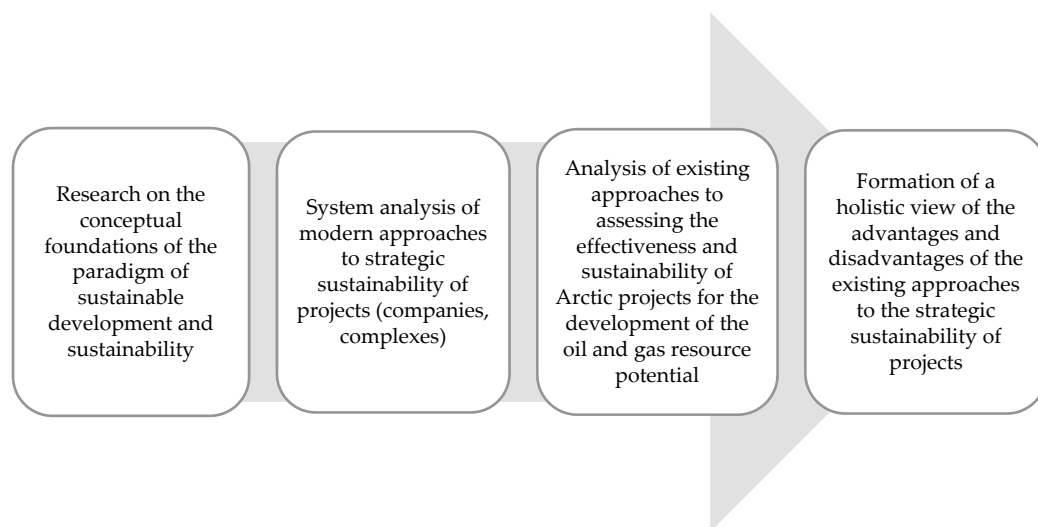 Research on the
conceptual
foundations of the
paradigm of
sustainable
development and
sustainability
System analysis of
modern approaches
to strategic
sustainability of
projects (companies,
complexes)
Analysis of existing
approaches to
assessing the
effectiveness and
sustainability of
Arctic projects for the
development of the
oil and gas resource
potential
Formation of a
holistic view of the
advantages and
disadvantages of the
existing approaches
to the strategic
sustainability of
projects